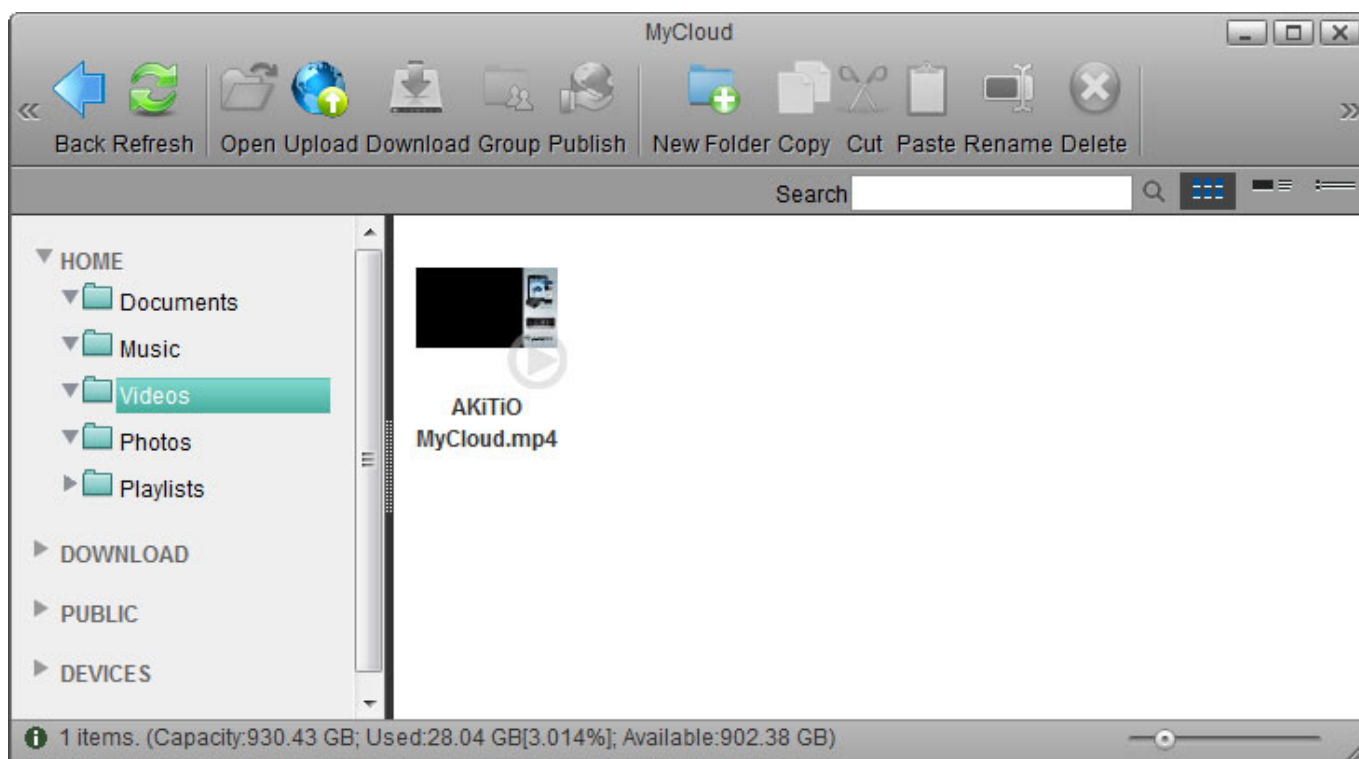 MyCloud
Back Refresh Open Upload Download Group Publish New Folder Copy Cut Paste Rename Delete
Search
HOME
Documents
Music
Videos
Photos
Playlists
DOWNLOAD
PUBLIC
DEVICES
AKiTiO
MyCloud.mp4
1 items. (Capacity:930.43 GB; Used:28.04 GB[3.014%]; Available:902.38 GB)